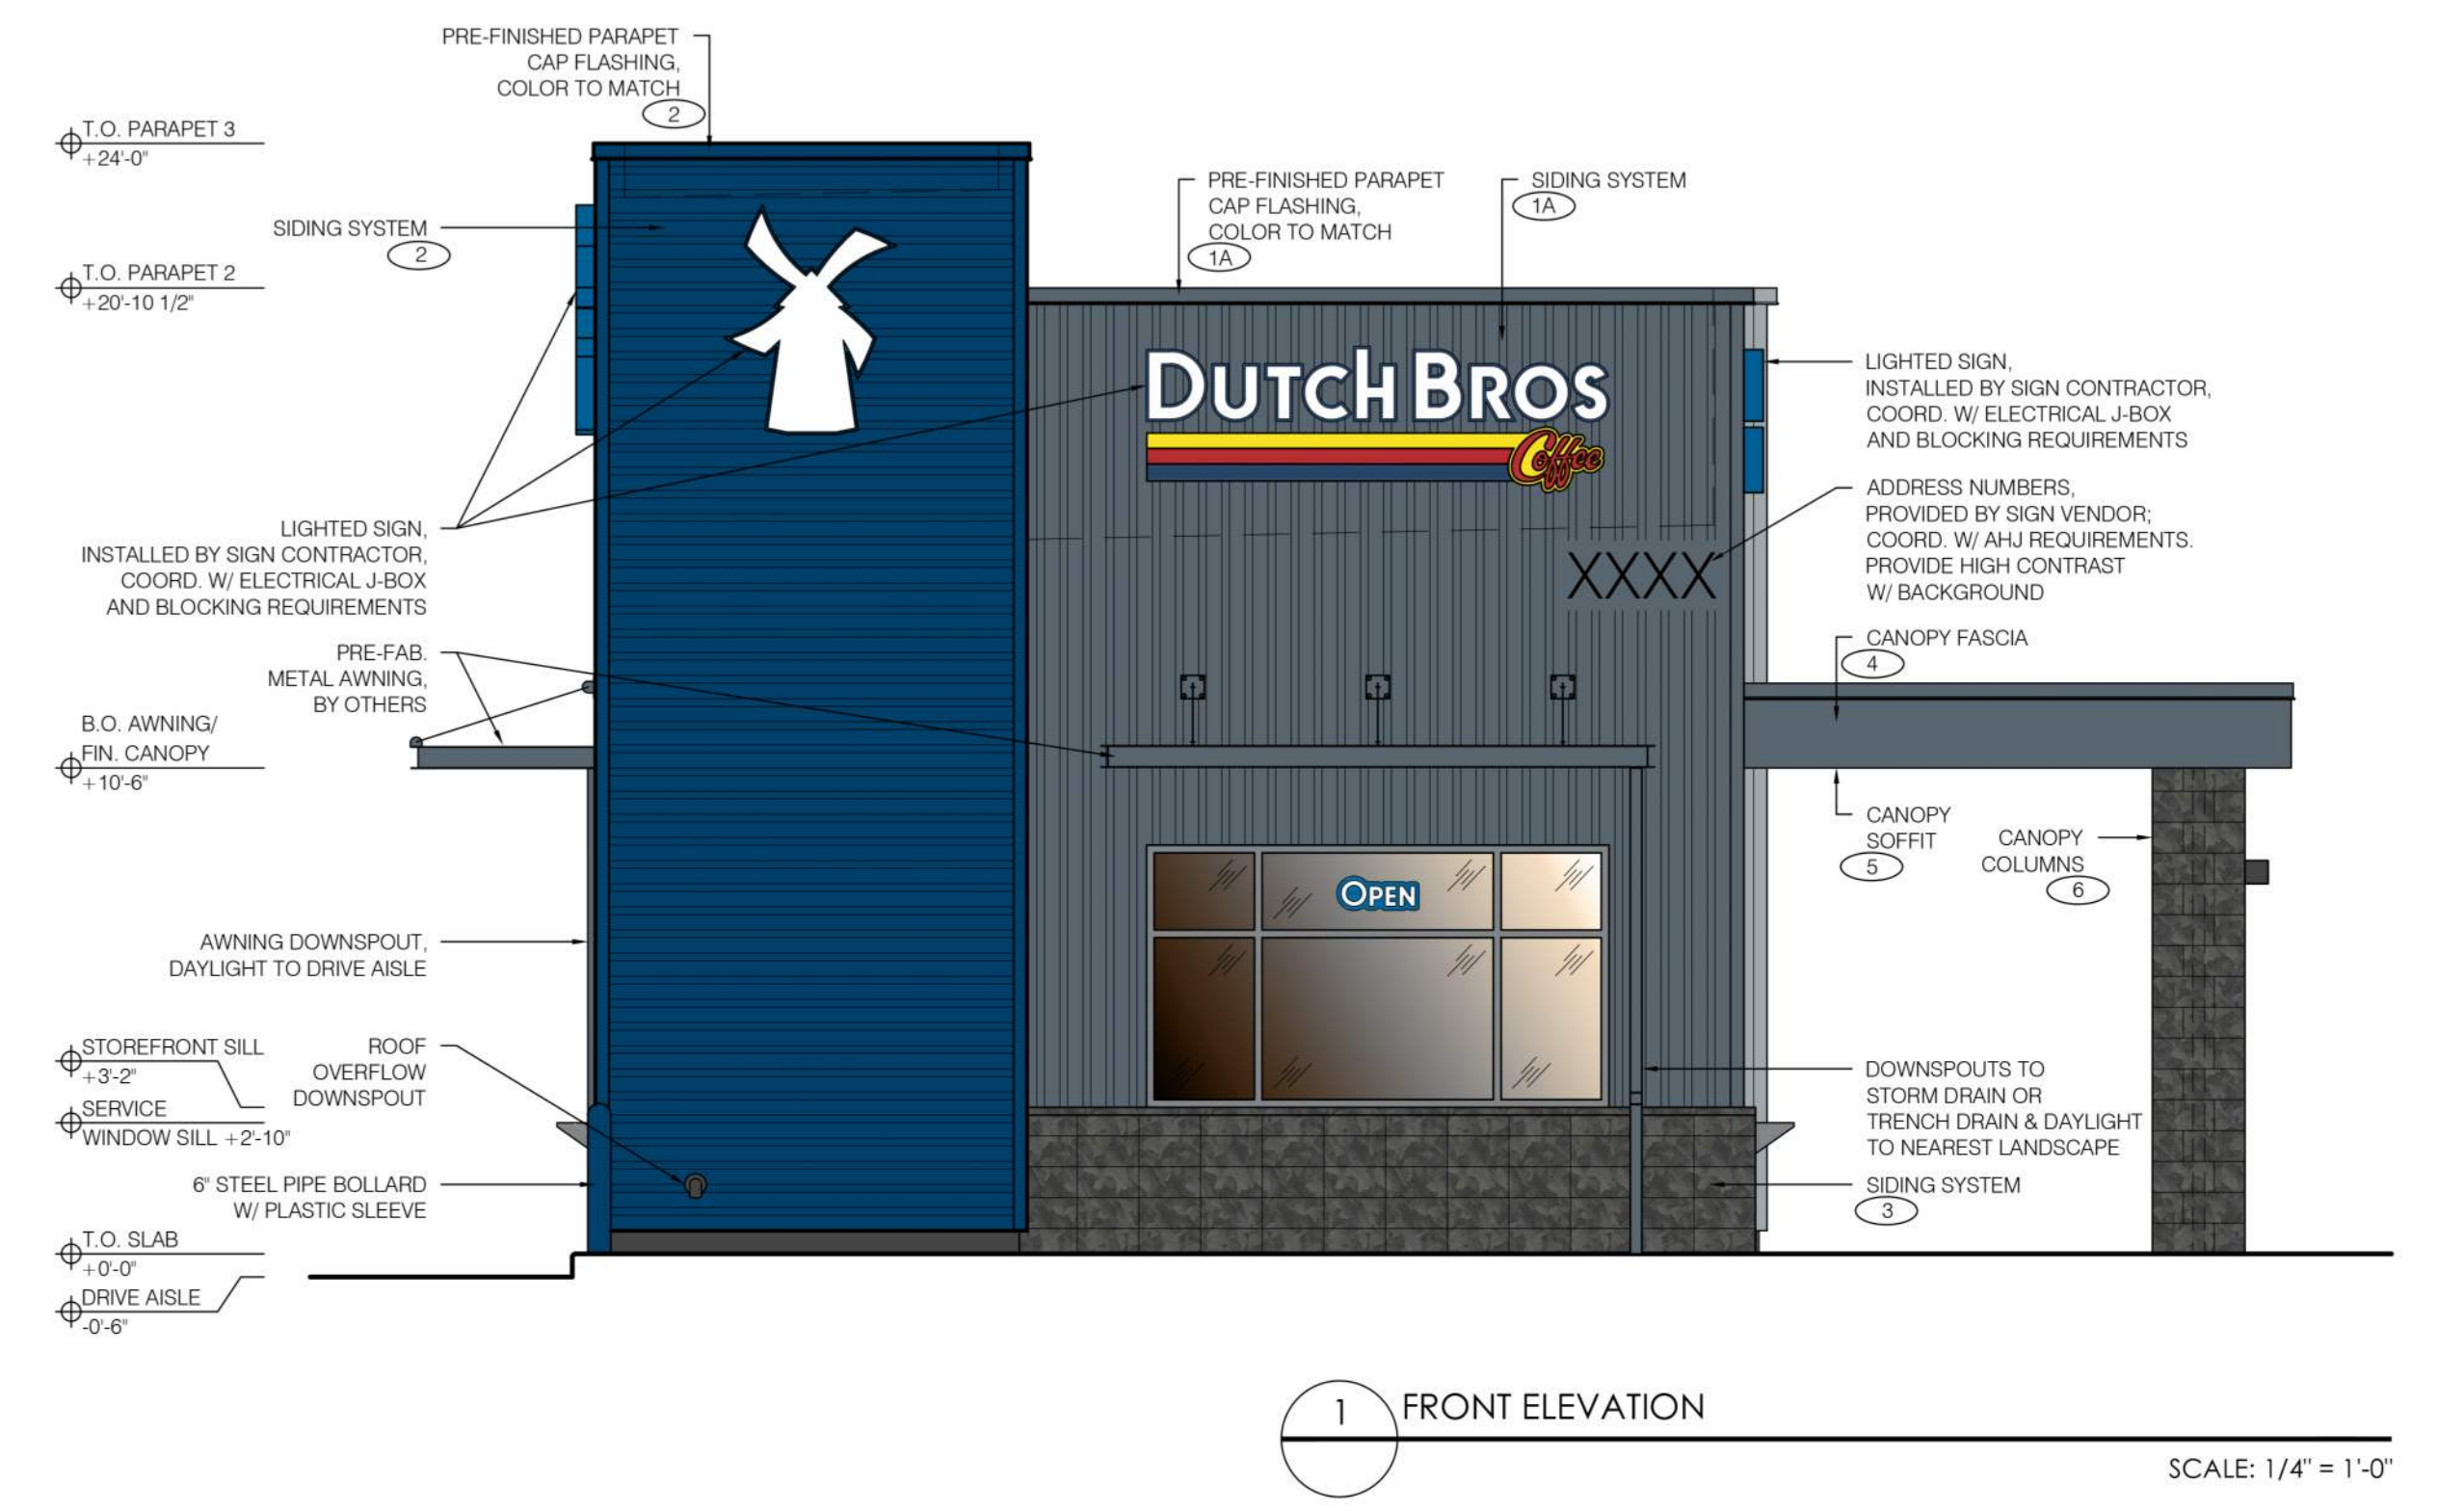 PRE-FINISHED PARAPET
CAP FLASHING,
COLOR TO MATCH
2
T.O. PARAPET 3
+24'-0"
SIDING SYSTEM
2
T.O. PARAPET 2
+20'-10 1/2"
PRE-FINISHED PARAPET
CAP FLASHING,
COLOR TO MATCH
1A
SIDING SYSTEM
1A
DUTCH BROS
Coffee
LIGHTED SIGN,
INSTALLED BY SIGN CONTRACTOR,
COORD. W/ ELECTRICAL J-BOX
AND BLOCKING REQUIREMENTS
ADDRESS NUMBERS,
PROVIDED BY SIGN VENDOR;
COORD. W/ AHJ REQUIREMENTS.
PROVIDE HIGH CONTRAST
W/ BACKGROUND
XXXX
LIGHTED SIGN,
INSTALLED BY SIGN CONTRACTOR,
COORD. W/ ELECTRICAL J-BOX
AND BLOCKING REQUIREMENTS
PRE-FAB.
METAL AWNING,
BY OTHERS
CANOPY FASCIA
4
B.O. AWNING/
FIN. CANOPY
+10'-6"
CANOPY
SOFFIT
5
CANOPY
COLUMNS
6
OPEN
AWNING DOWNSPOUT,
DAYLIGHT TO DRIVE AISLE
STOREFRONT SILL
+3'-2"
SERVICE
WINDOW SILL +2'-10"
ROOF
OVERFLOW
DOWNSPOUT
DOWNSPOUTS TO
STORM DRAIN OR
TRENCH DRAIN & DAYLIGHT
TO NEAREST LANDSCAPE
6" STEEL PIPE BOLLARD
W/ PLASTIC SLEEVE
SIDING SYSTEM
3
T.O. SLAB
+0'-0"
DRIVE AISLE
-0'-6"
1
FRONT ELEVATION
SCALE: 1/4" = 1'-0"